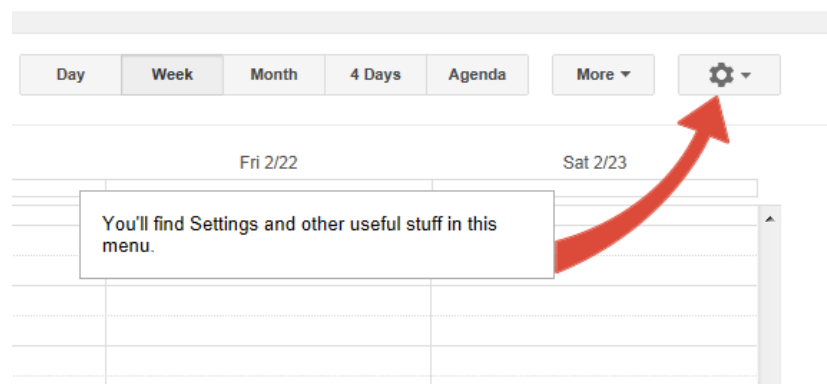 Day Week Month 4 Days Agenda More
Fri 2/22 Sat 2/23
You'll find Settings and other useful stuff in this
menu.